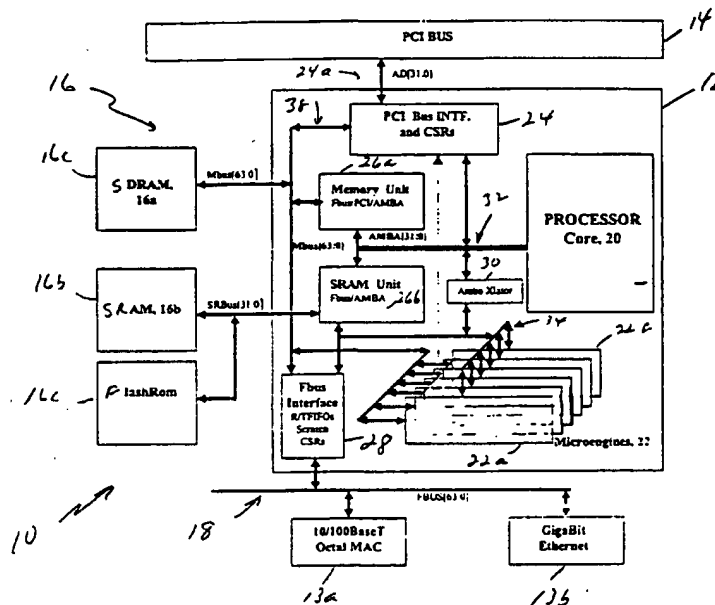 PCI BUS
14
24a
AD[31:0]
16
38
12
PCI Bus INTF.
and CSRs
24
16c
SDRAM,
16a
Mbus[63:0]
26a
Memory Unit
Fbus PCI/AMBA
32
PROCESSOR
Core, 20
Mbus[63:0]
AMBA[31:0]
30
16b
SRAM, 16b
SRBus[31:0]
SRAM Unit
Fbus/AMBA
26b
Amba Xlator
34
22f
16c
FlashRom
Fbus
Interface
R/TFIFOs
Scratch
CSRs
28
22a
Microengines, 22
10
18
FBUS[63:0]
10/100BaseT
Octal MAC
GigaBit
Ethernet
13a
13b